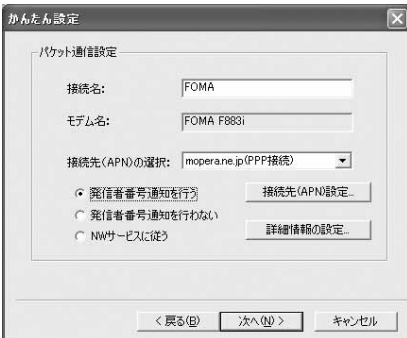 かんたん設定
パケット通信設定
接続名: FOMA
モデム名: FOMA F883i
接続先(APN)の選択: mopera.ne.jp(PPP接続)
発信者番号通知を行う 接続先(APN)設定...
発信者番号通知を行わない
NWサービスに従う 詳細情報の設定...
< 戻る(B) 次へ(N) > キャンセル